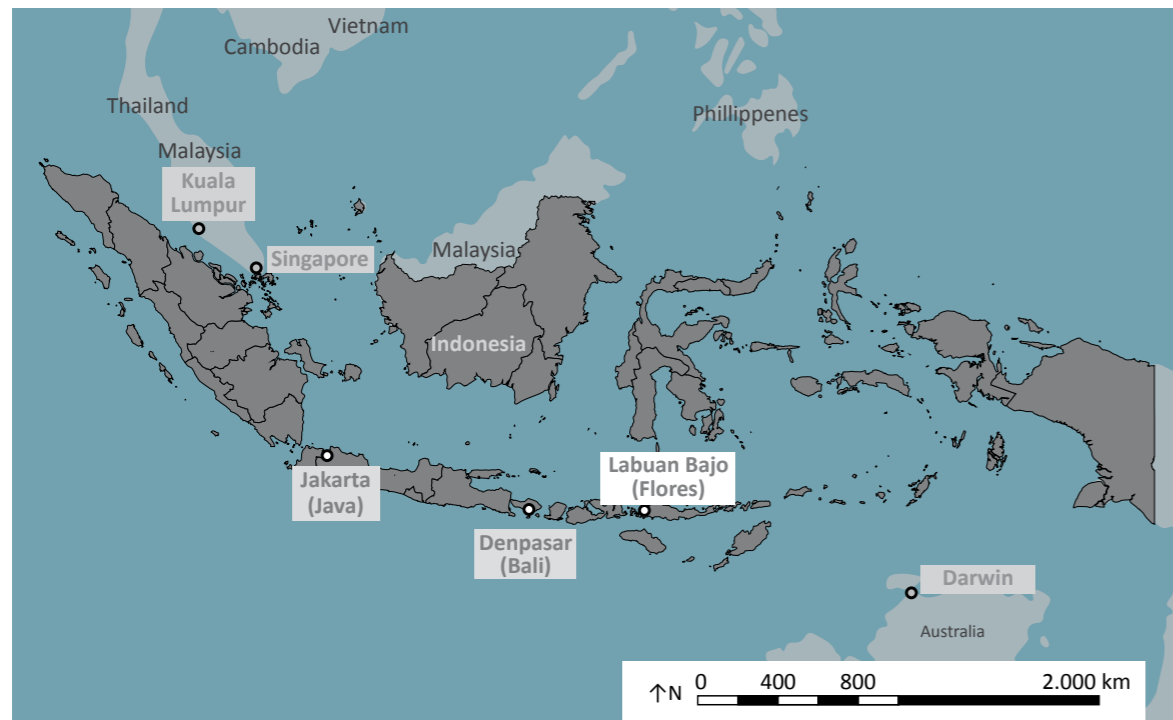 Vietnam
Cambodia
Thailand
Phillippenes
Malaysia
Kuala
Lumpur
Malaysia
Singapore
Indonesia
Labuan Bajo
(Flores)
Jakarta
(Java)
Denpasar
(Bali)
Darwin
Australia
↑N 0 400 800 2.000 km